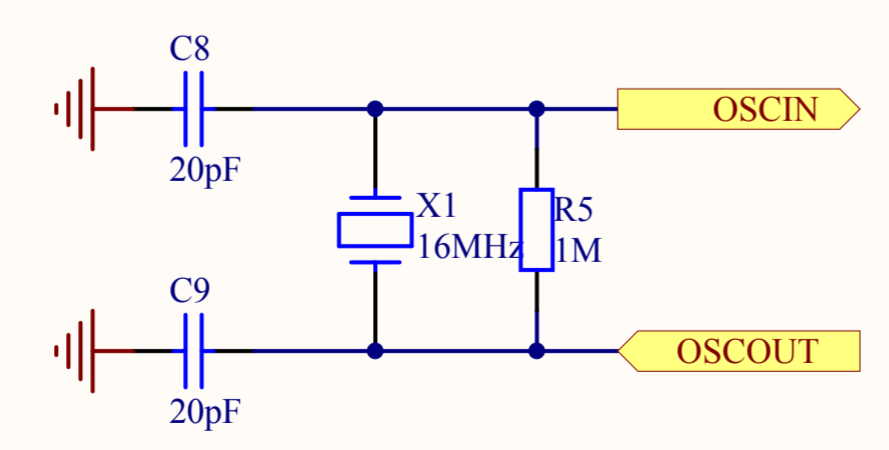 C8
20pF
OSCIN
X1
16MHz
R5
1M
C9
20pF
OSCOUT